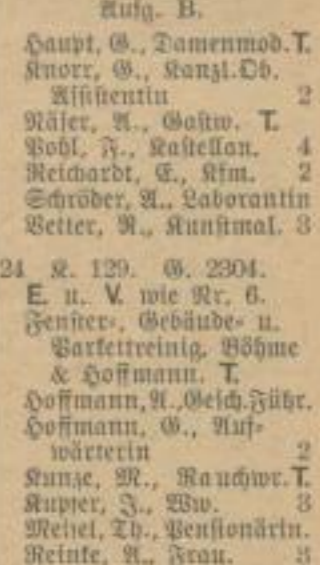 Aufg. B.
Haupt, G., Damenmod. T.
Knorr, G., Kanzl.Ob.
Assistentin 2
Näser, A., Gastw. T.
Pohl, F., Kastellan. 4
Reichardt, E., Kfm. 2
Schröder, A., Laborantin
Vetter, R., Kunstmal. 3
24 K. 129. G. 2304.
E. u. V. wie Nr. 6.
Fenster-, Gebäude- u.
Parkettreinig. Böhme
& Hoffmann. T.
Hoffmann, A., Gesch.Führ.
Hoffmann, G., Auf-
wärterin 2
Kunze, M., Rauchwr. T.
Kupfer, J., Ww. 3
Meisel, Th., Pensionärin.
Reinke, A., Frau. 3